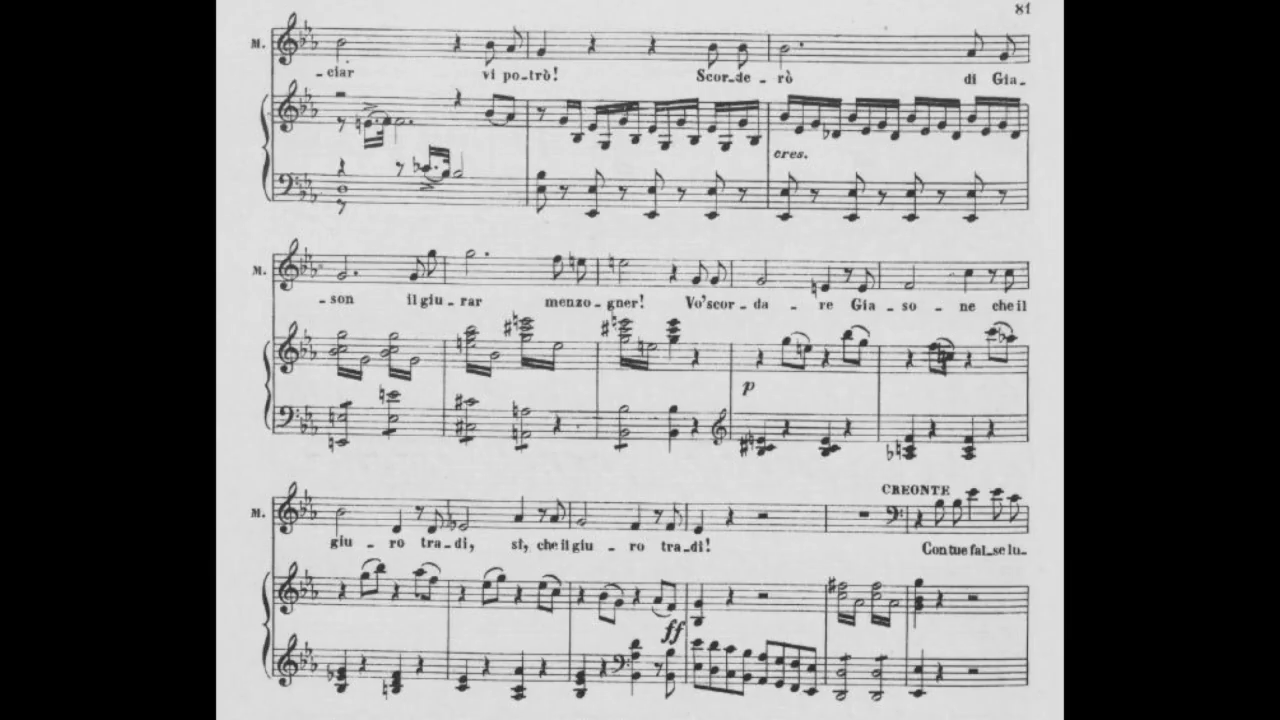 81
M.
- ciar vi po-trò! Scor-de-rò di Gia-
cres.
M.
- son il giu-rar menzo-gner! Vo'scor-da-re Gia-so-ne che il
p
CREONTE
M.
giu-ro tra-di, sì, che il giu-ro tra-di! Con tue fal-se lu-
ff